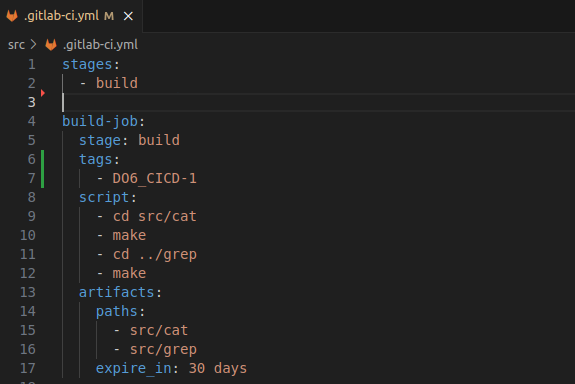 .gitlab-ci.yml M ×
src > .gitlab-ci.yml
1 stages:
2 - build
3
4 build-job:
5 stage: build
6 tags:
7 - DO6_CICD-1
8 script:
9 - cd src/cat
10 - make
11 - cd ../grep
12 - make
13 artifacts:
14 paths:
15 - src/cat
16 - src/grep
17 expire_in: 30 days